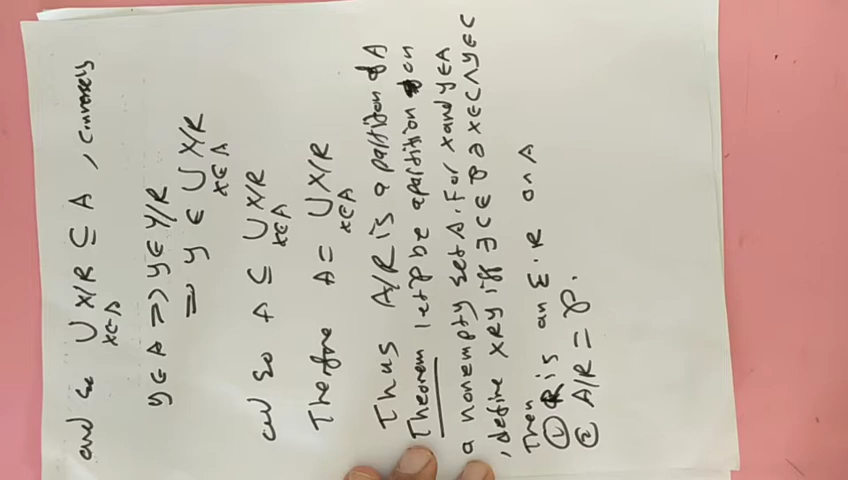 and so ∪ x/R ⊆ A , conversely
x∈A
y∈A ⇒ y∈ y/R
⇒ y ∈ ∪ x/R
x∈A
and so A ⊆ ∪ x/R
x∈A
Therefore A = ∪ x/R
x∈A
Thus A/R is a partition of A
Theorem let ℘ be a partition on
a nonempty set A. For x and y∈A
, define xRy iff ∃ C ∈ ℘ ∋ x∈C ∧ y∈C
Then
① R is an E.R on A
② A/R = ℘.